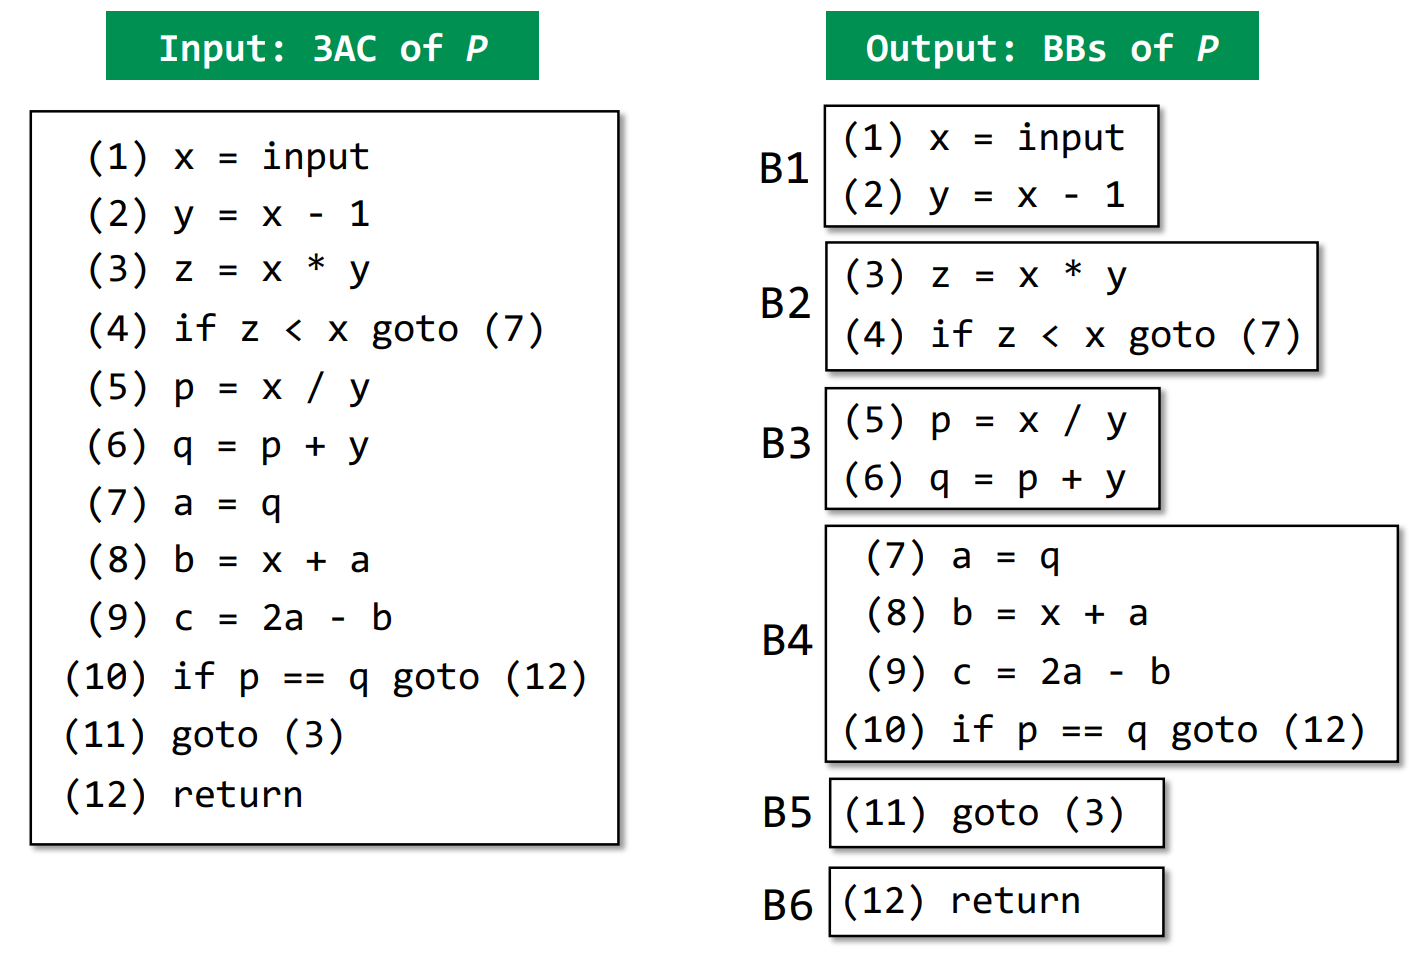 Input: 3AC of P
(1) x = input
(2) y = x - 1
(3) z = x * y
(4) if z < x goto (7)
(5) p = x / y
(6) q = p + y
(7) a = q
(8) b = x + a
(9) c = 2a - b
(10) if p == q goto (12)
(11) goto (3)
(12) return
Output: BBs of P
B1
(1) x = input
(2) y = x - 1
B2
(3) z = x * y
(4) if z < x goto (7)
B3
(5) p = x / y
(6) q = p + y
B4
(7) a = q
(8) b = x + a
(9) c = 2a - b
(10) if p == q goto (12)
B5
(11) goto (3)
B6
(12) return